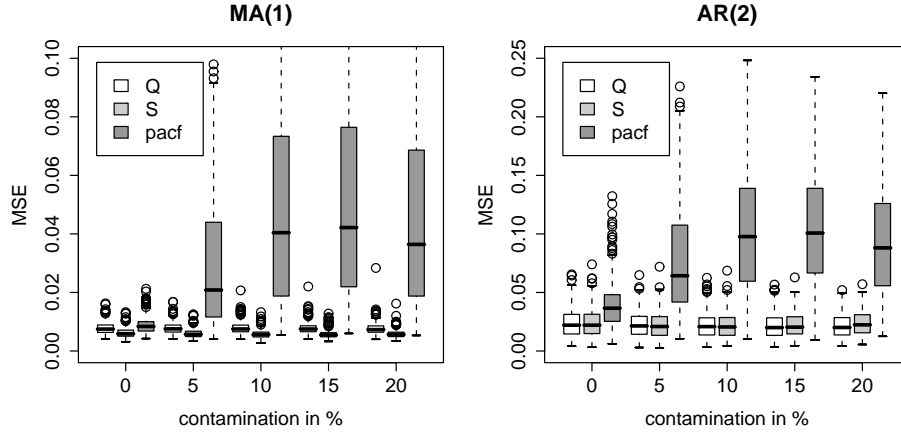 MA(1)
MSE
0.00
0.02
0.04
0.06
0.08
0.10
Q
S
pacf
0
5
10
15
20
contamination in %
AR(2)
MSE
0.00
0.05
0.10
0.15
0.20
0.25
Q
S
pacf
0
5
10
15
20
contamination in %